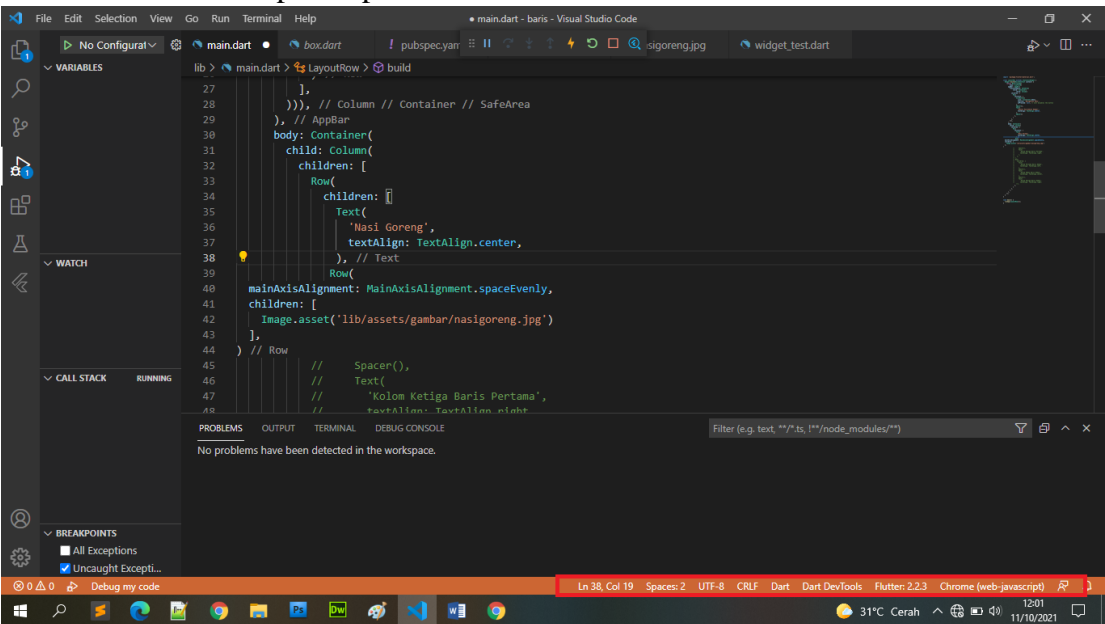 File Edit Selection View Go Run Terminal Help
• main.dart - baris - Visual Studio Code
No Configurat
main.dart
box.dart
! pubspec.yam
sigoreng.jpg
widget_test.dart
VARIABLES
lib > main.dart > LayoutRow > build
27 ],
28 ))), // Column // Container // SafeArea
29 ), // AppBar
30 body: Container(
31 child: Column(
32 children: [
33 Row(
34 children: [
35 Text(
36 'Nasi Goreng',
37 textAlign: TextAlign.center,
38 ), // Text
39 Row(
40 mainAxisAlignment: MainAxisAlignment.spaceEvenly,
41 children: [
42 Image.asset('lib/assets/gambar/nasigoreng.jpg')
43 ],
44 ) // Row
45 // Spacer(),
46 // Text(
47 // 'Kolom Ketiga Baris Pertama',
48 // textAlign: TextAlign.right
WATCH
CALL STACK RUNNING
BREAKPOINTS
All Exceptions
Uncaught Excepti...
PROBLEMS OUTPUT TERMINAL DEBUG CONSOLE
Filter (e.g. text, **/*.ts, !**/node_modules/**)
No problems have been detected in the workspace.
0 0 Debug my code
Ln 38, Col 19 Spaces: 2 UTF-8 CRLF Dart Dart DevTools Flutter: 2.2.3 Chrome (web-javascript)
31°C Cerah
12:01
11/10/2021